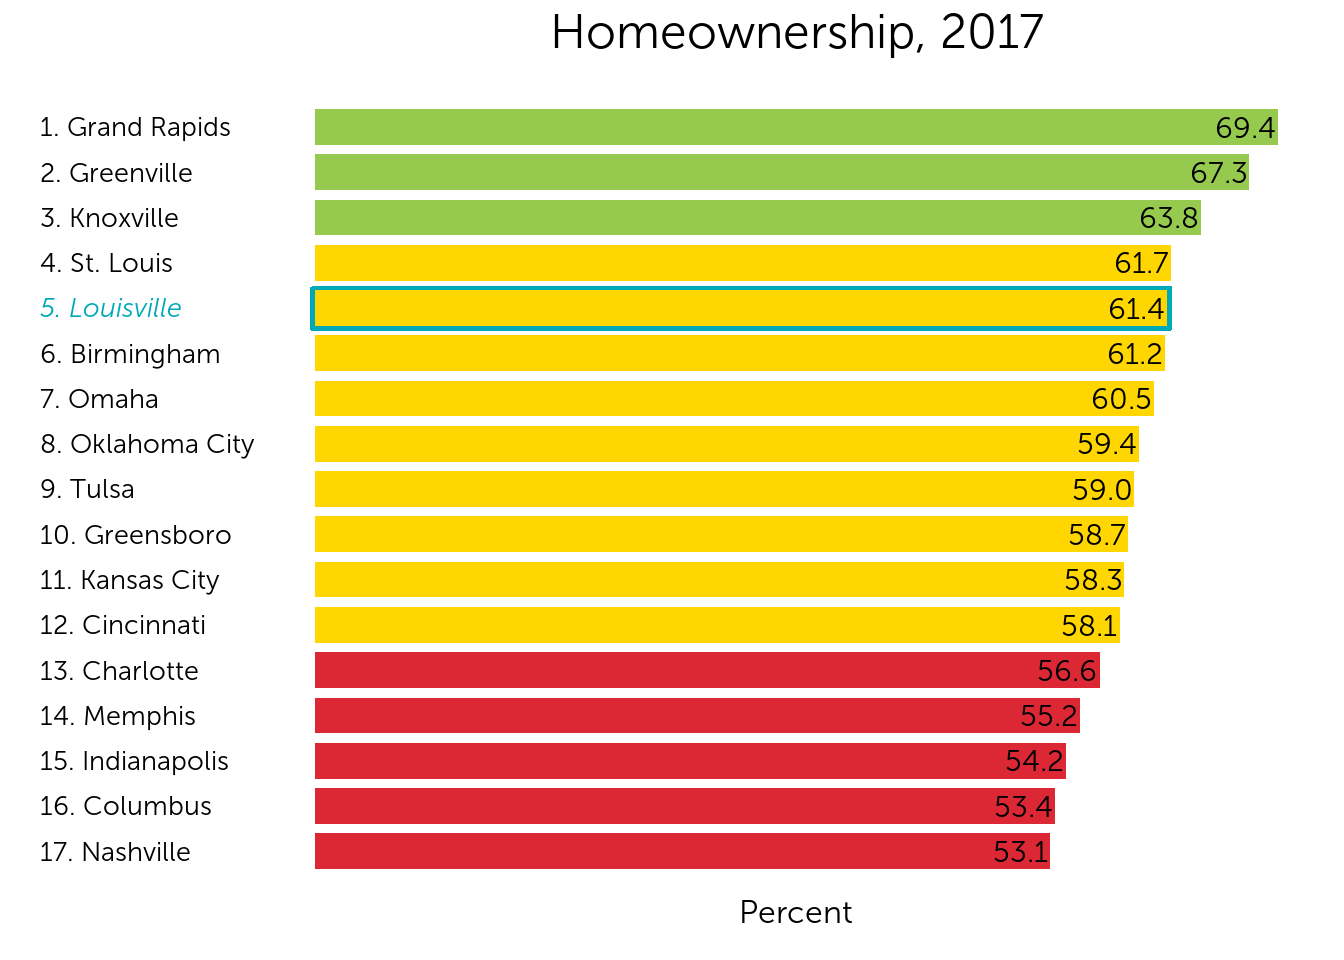 Homeownership, 2017
1. Grand Rapids 69.4
2. Greenville 67.3
3. Knoxville 63.8
4. St. Louis 61.7
5. Louisville 61.4
6. Birmingham 61.2
7. Omaha 60.5
8. Oklahoma City 59.4
9. Tulsa 59.0
10. Greensboro 58.7
11. Kansas City 58.3
12. Cincinnati 58.1
13. Charlotte 56.6
14. Memphis 55.2
15. Indianapolis 54.2
16. Columbus 53.4
17. Nashville 53.1
Percent